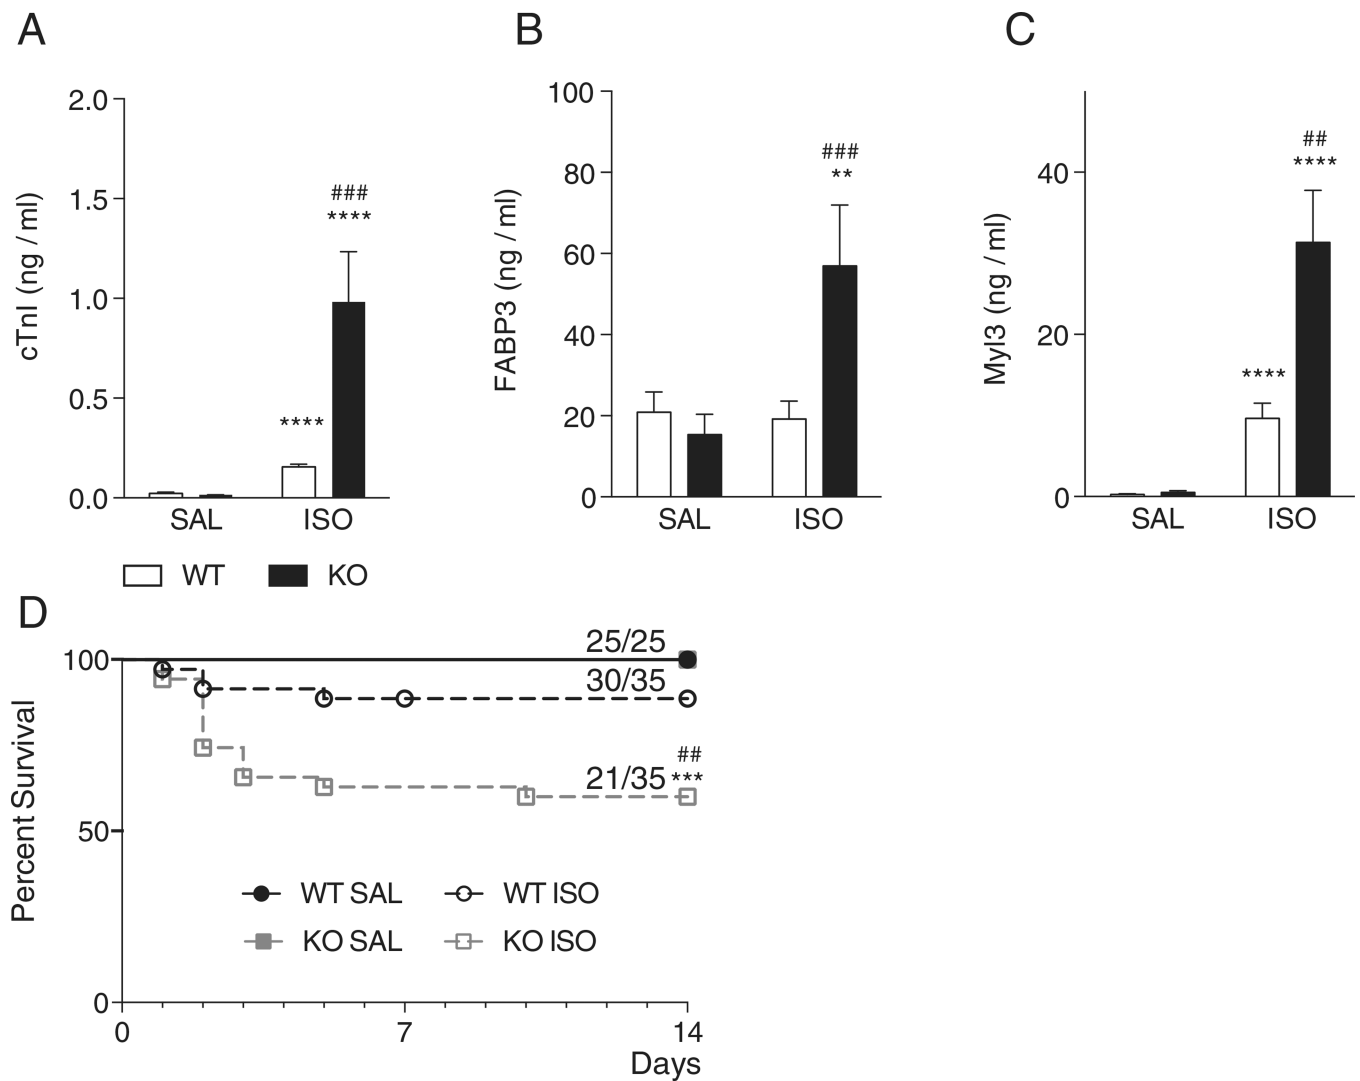 A
B
C
2.0
1.5
1.0
0.5
0.0
cTnI (ng / ml)
###
****
****
SAL
ISO
100
80
60
40
20
0
FABP3 (ng / ml)
###
**
SAL
ISO
40
20
0
Myl3 (ng / ml)
##
****
****
SAL
ISO
WT
KO
D
100
50
0
Percent Survival
25/25
30/35
##
21/35 ***
WT SAL
WT ISO
KO SAL
KO ISO
0
7
14
Days